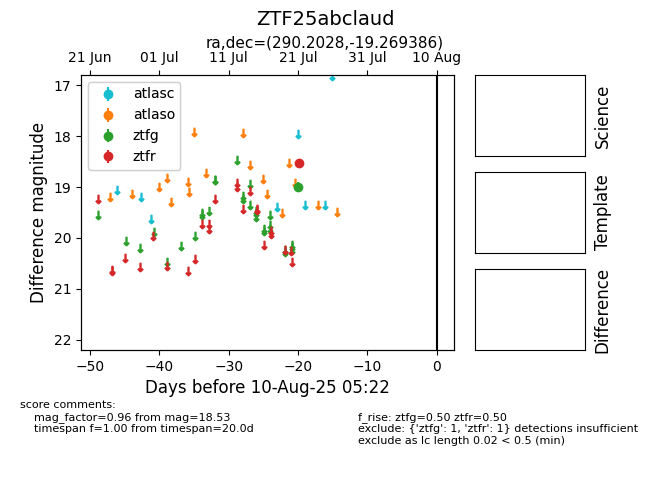 ZTF25abclaud
ra,dec=(290.2028,-19.269386)
21 Jun 01 Jul 11 Jul 21 Jul 31 Jul 10 Aug
atlasc
atlaso
ztfg
ztfr
17
18
19
20
21
22
Difference magnitude
−50 −40 −30 −20 −10 0
Days before 10-Aug-25 05:22
Science
Template
Difference
score comments:
mag_factor=0.96 from mag=18.53
timespan f=1.00 from timespan=20.0d
f_rise: ztfg=0.50 ztfr=0.50
exclude: {'ztfg': 1, 'ztfr': 1} detections insufficient
exclude as lc length 0.02 < 0.5 (min)